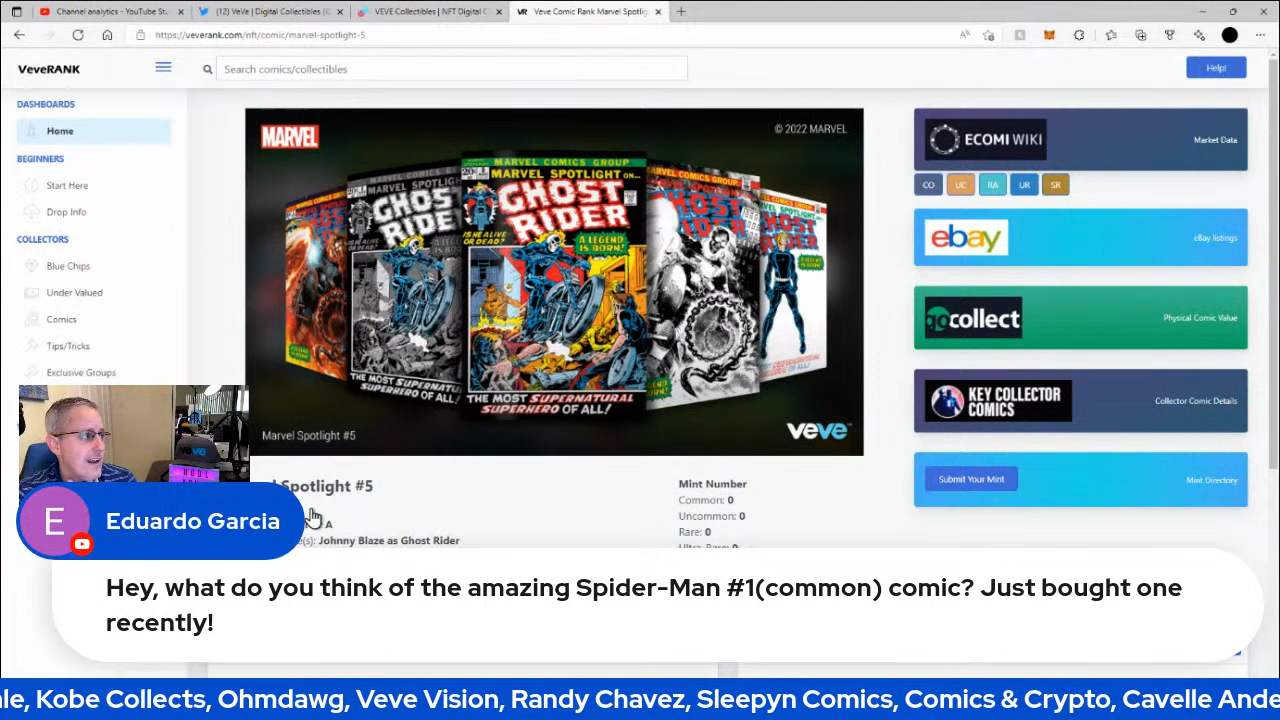 Channel analytics - YouTube Stu
(12) VeVe | Digital Collectibles (
VEVE Collectibles | NFT Digital C
VR Veve Comic Rank Marvel Spotlig
https://veverank.com/nft/comic/marvel-spotlight-5
VeveRANK
Search comics/collectibles
Help!
DASHBOARDS
Home
BEGINNERS
Start Here
Drop Info
COLLECTORS
Blue Chips
Under Valued
Comics
Tips/Tricks
Exclusive Groups
MARVEL
© 2022 MARVEL
MARVEL COMICS GROUP
MARVEL SPOTLIGHT ON...
GHOST
RIDER
IS HE ALIVE
OR DEAD?
A LEGEND
IS BORN!
THE MOST SUPERNATURAL
SUPERHERO OF ALL!
Marvel Spotlight #5
veve
ECOMI WIKI
Market Data
CO UC RA UR SR
ebay
eBay listings
gocollect
Physical Comic Value
KEY COLLECTOR
COMICS
Collector Comic Details
Submit Your Mint
Mint Directory
Spotlight #5
A
Johnny Blaze as Ghost Rider
Mint Number
Common: 0
Uncommon: 0
Rare: 0
Ultra Rare: 0
E
Eduardo Garcia
Hey, what do you think of the amazing Spider-Man #1(common) comic? Just bought one
recently!
ale, Kobe Collects, Ohmdawg, Veve Vision, Randy Chavez, Sleepyn Comics, Comics & Crypto, Cavelle Ande